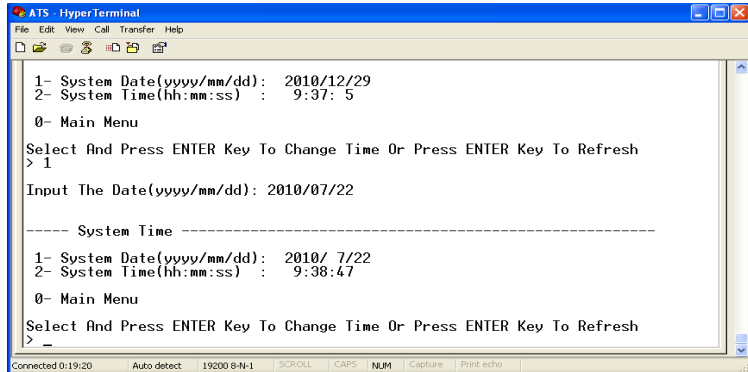 ATS - HyperTerminal
File Edit View Call Transfer Help
1- System Date(yyyy/mm/dd): 2010/12/29
2- System Time(hh:mm:ss) : 9:37: 5
0- Main Menu
Select And Press ENTER Key To Change Time Or Press ENTER Key To Refresh
> 1
Input The Date(yyyy/mm/dd): 2010/07/22
----- System Time -----------------------------------------------------
1- System Date(yyyy/mm/dd): 2010/ 7/22
2- System Time(hh:mm:ss) : 9:38:47
0- Main Menu
Select And Press ENTER Key To Change Time Or Press ENTER Key To Refresh
> _
Connected 0:19:20 Auto detect 19200 8-N-1 SCROLL CAPS NUM Capture Print echo